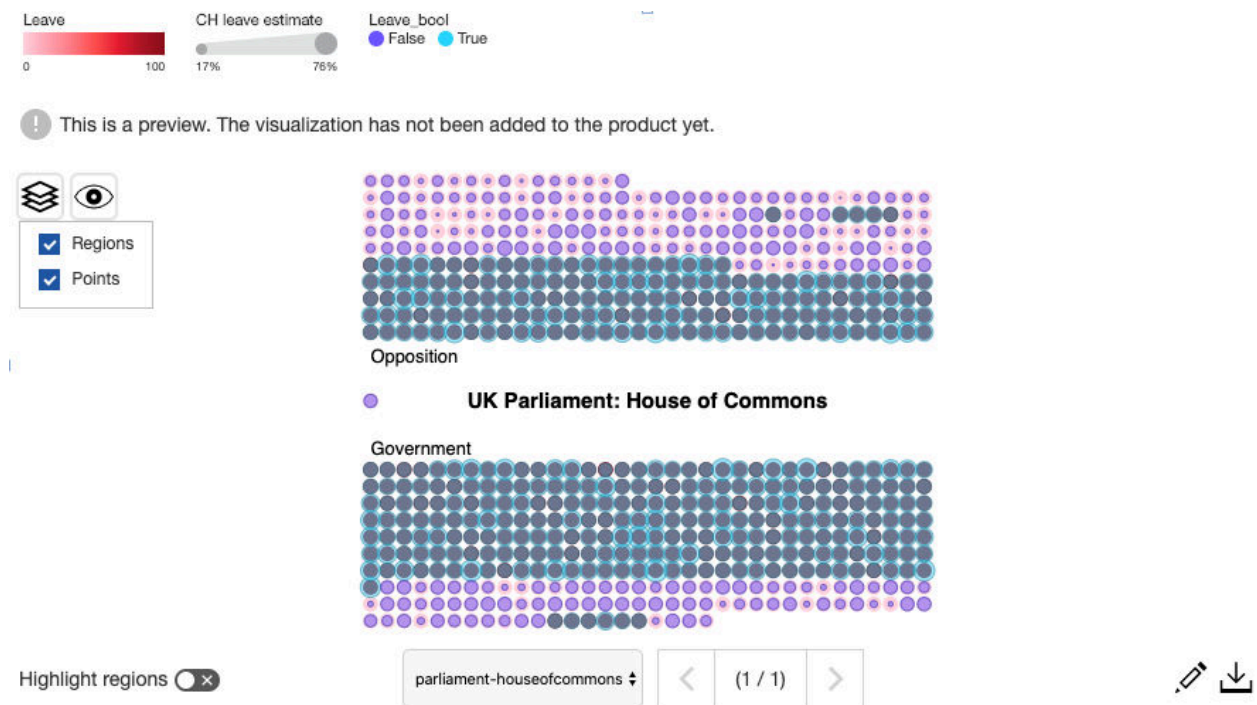 Leave CH leave estimate Leave_bool
False True
0 100 17% 76%
! This is a preview. The visualization has not been added to the product yet.
Regions
Points
Opposition
UK Parliament: House of Commons
Government
Highlight regions
parliament-houseofcommons (1 / 1)